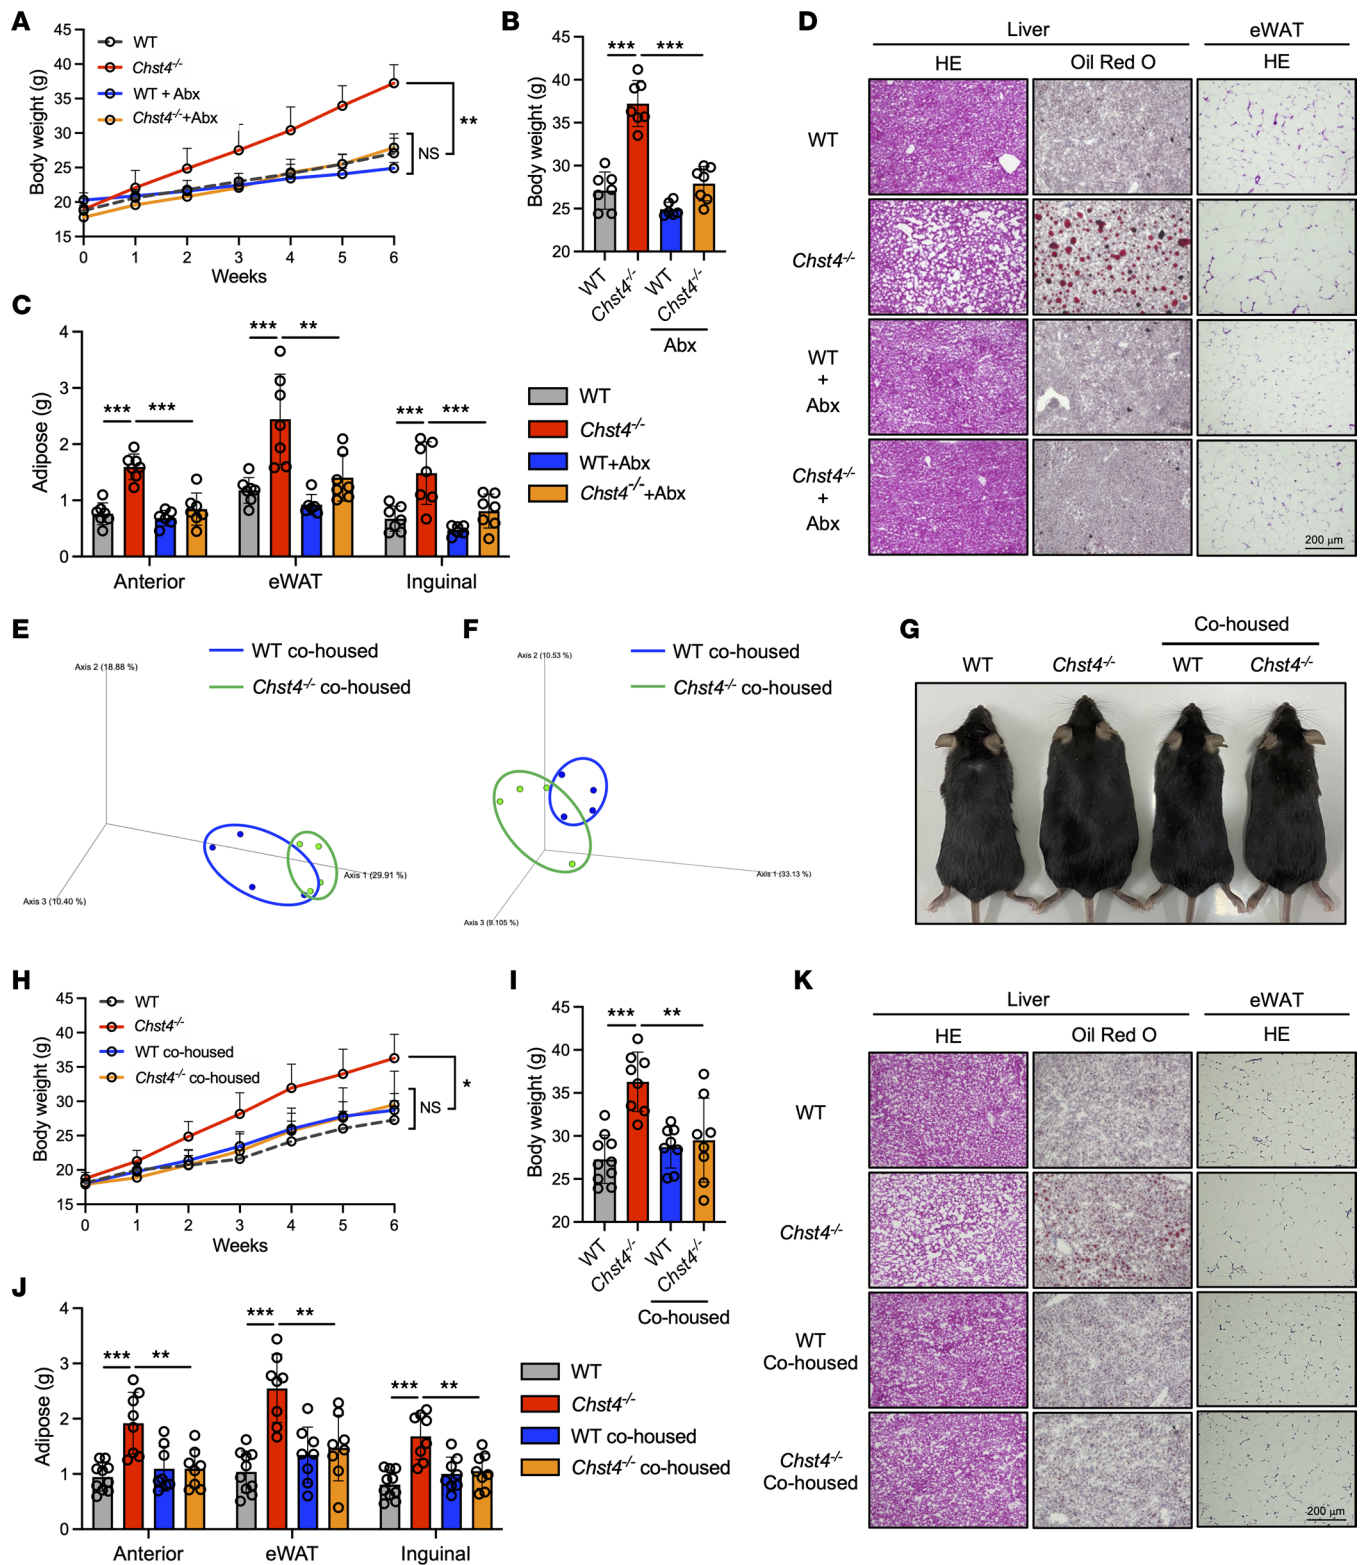 A
45
40
35
30
25
20
15
Body weight (g)
WT
Chst4-/-
WT + Abx
Chst4-/-+Abx
**
NS
0 1 2 3 4 5 6
Weeks
B
45
40
35
30
25
20
Body weight (g)
*** ***
WT
Chst4-/-
WT
Chst4-/-
Abx
C
4
3
2
1
0
Adipose (g)
*** ***
*** **
*** ***
Anterior eWAT Inguinal
WT
Chst4-/-
WT+Abx
Chst4-/-+Abx
D
Liver eWAT
HE Oil Red O HE
WT
Chst4-/-
WT
+
Abx
Chst4-/-
+
Abx
200 μm
E
WT co-housed
Chst4-/- co-housed
Axis 2 (18.88 %)
Axis 1 (29.91 %)
Axis 3 (10.40 %)
F
WT co-housed
Chst4-/- co-housed
Axis 2 (10.53 %)
Axis 1 (33.13 %)
Axis 3 (9.105 %)
G
Co-housed
WT Chst4-/- WT Chst4-/-
H
45
40
35
30
25
20
15
Body weight (g)
WT
Chst4-/-
WT co-housed
Chst4-/- co-housed
*
NS
0 1 2 3 4 5 6
Weeks
I
45
40
35
30
25
20
Body weight (g)
*** **
WT
Chst4-/-
WT
Chst4-/-
Co-housed
J
4
3
2
1
0
Adipose (g)
*** **
*** **
*** **
Anterior eWAT Inguinal
WT
Chst4-/-
WT co-housed
Chst4-/- co-housed
K
Liver eWAT
HE Oil Red O HE
WT
Chst4-/-
WT
Co-housed
Chst4-/-
Co-housed
200 μm